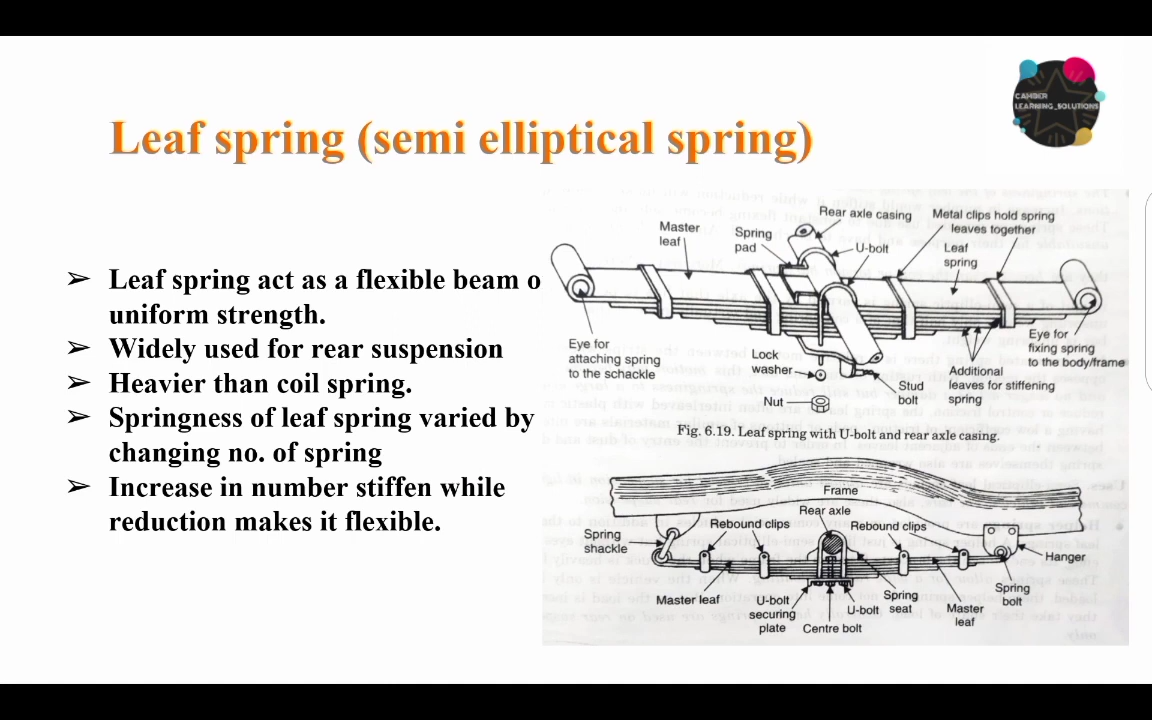 CAMBER
LEARNING_SOLUTIONS
Leaf spring (semi elliptical spring)
➢ Leaf spring act as a flexible beam o
uniform strength.
➢ Widely used for rear suspension
➢ Heavier than coil spring.
➢ Springness of leaf spring varied by
changing no. of spring
➢ Increase in number stiffen while
reduction makes it flexible.
Rear axle casing
Metal clips hold spring
leaves together
Master
leaf
Spring
pad
U-bolt
Leaf
spring
Eye for
attaching spring
to the schackle
Lock
washer
Nut
Stud
bolt
Additional
leaves for stiffening
spring
Eye for
fixing spring
to the body/frame
Fig. 6.19. Leaf spring with U-bolt and rear axle casing.
Frame
Rear axle
Rebound clips
Rebound clips
Spring
shackle
Hanger
Master leaf
U-bolt
securing
plate
Centre bolt
U-bolt
Spring
seat
Master
leaf
Spring
bolt